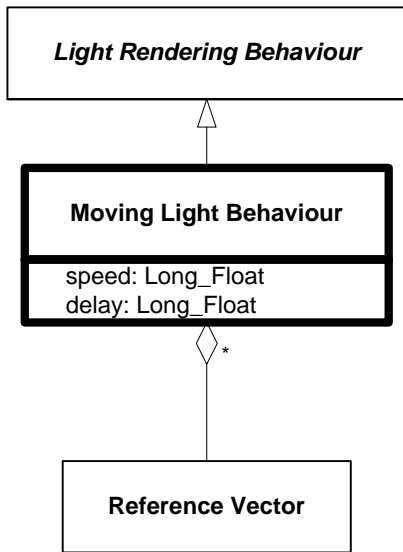 Light Rendering Behaviour
Moving Light Behaviour
speed: Long_Float
delay: Long_Float
*
Reference Vector